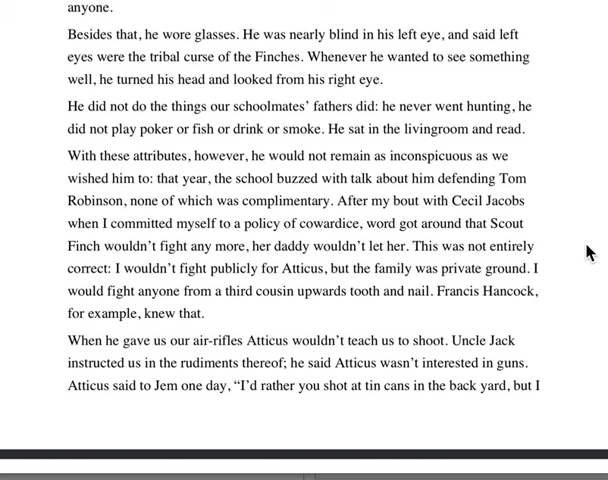 anyone.
Besides that, he wore glasses. He was nearly blind in his left eye, and said left
eyes were the tribal curse of the Finches. Whenever he wanted to see something
well, he turned his head and looked from his right eye.
He did not do the things our schoolmates’ fathers did: he never went hunting, he
did not play poker or fish or drink or smoke. He sat in the livingroom and read.
With these attributes, however, he would not remain as inconspicuous as we
wished him to: that year, the school buzzed with talk about him defending Tom
Robinson, none of which was complimentary. After my bout with Cecil Jacobs
when I committed myself to a policy of cowardice, word got around that Scout
Finch wouldn’t fight any more, her daddy wouldn’t let her. This was not entirely
correct: I wouldn’t fight publicly for Atticus, but the family was private ground. I
would fight anyone from a third cousin upwards tooth and nail. Francis Hancock,
for example, knew that.
When he gave us our air-rifles Atticus wouldn’t teach us to shoot. Uncle Jack
instructed us in the rudiments thereof; he said Atticus wasn’t interested in guns.
Atticus said to Jem one day, “I’d rather you shot at tin cans in the back yard, but I